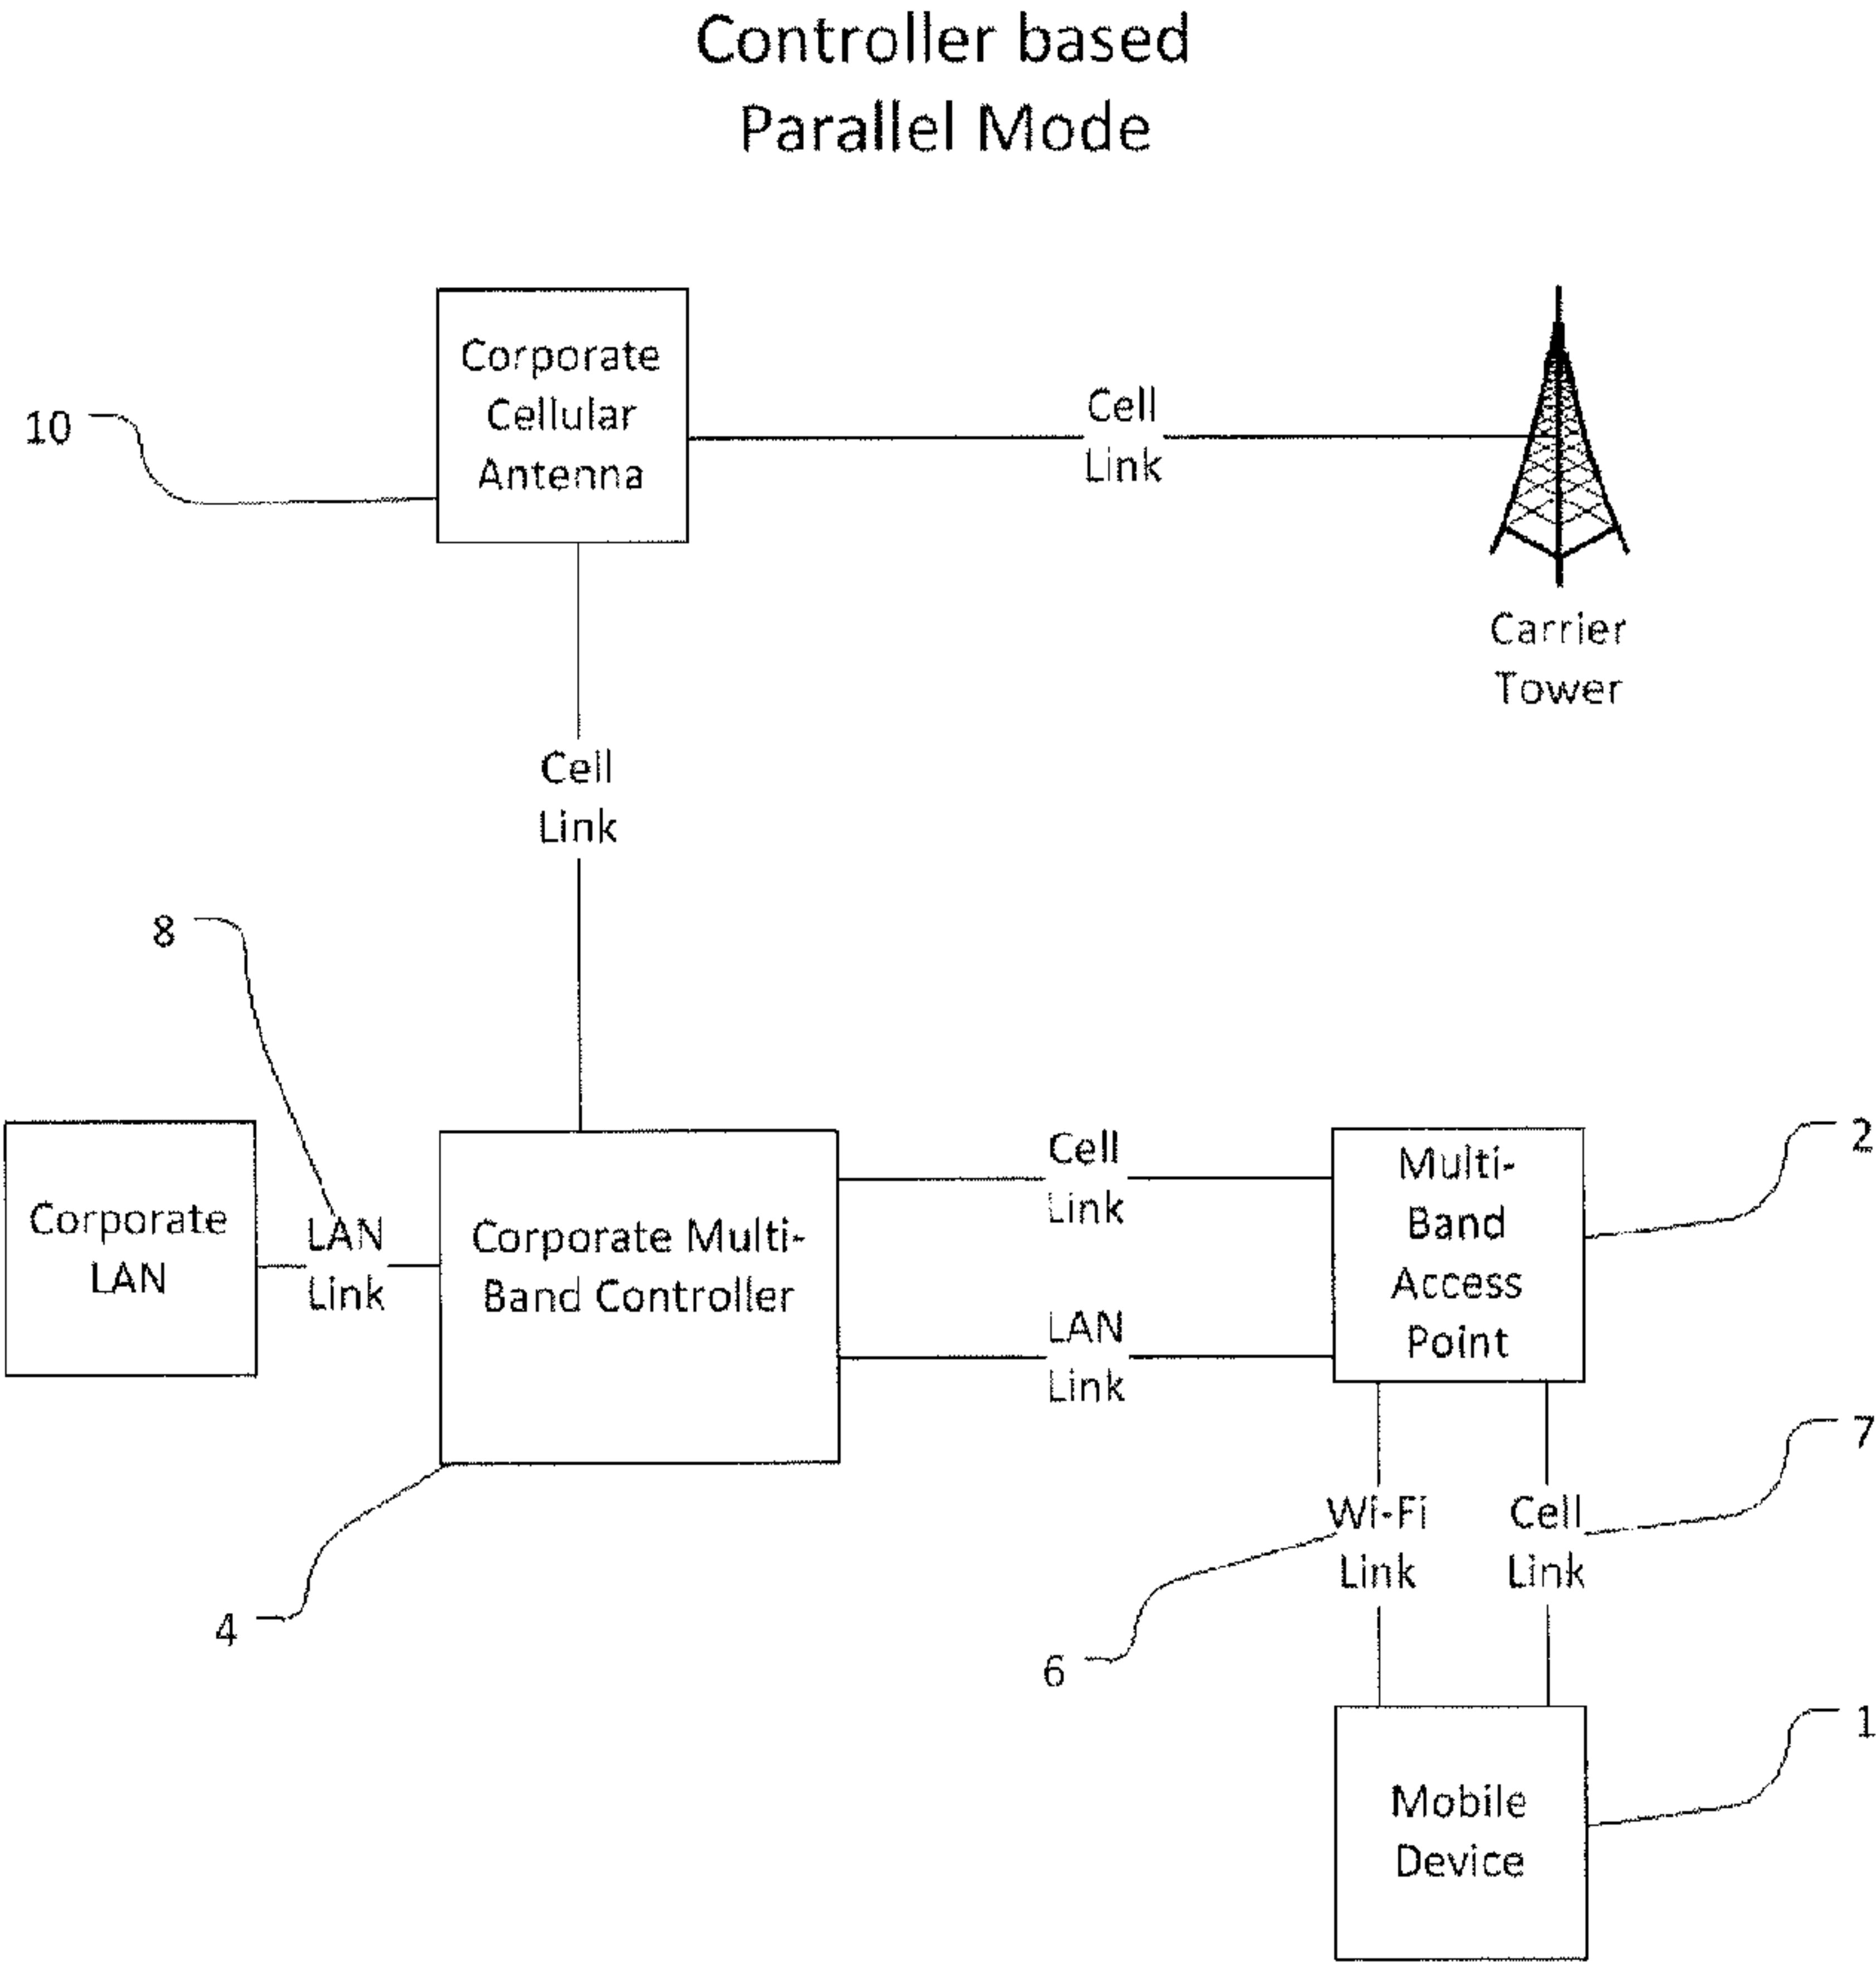 Controller based
Parallel Mode
Corporate
Cellular
Antenna
10
Cell
Link
Carrier
Tower
Cell
Link
8
Corporate
LAN
LAN
Link
Corporate Multi-
Band Controller
Cell
Link
LAN
Link
Multi-
Band
Access
Point
2
7
Wi-Fi
Link
Cell
Link
4
6
1
Mobile
Device